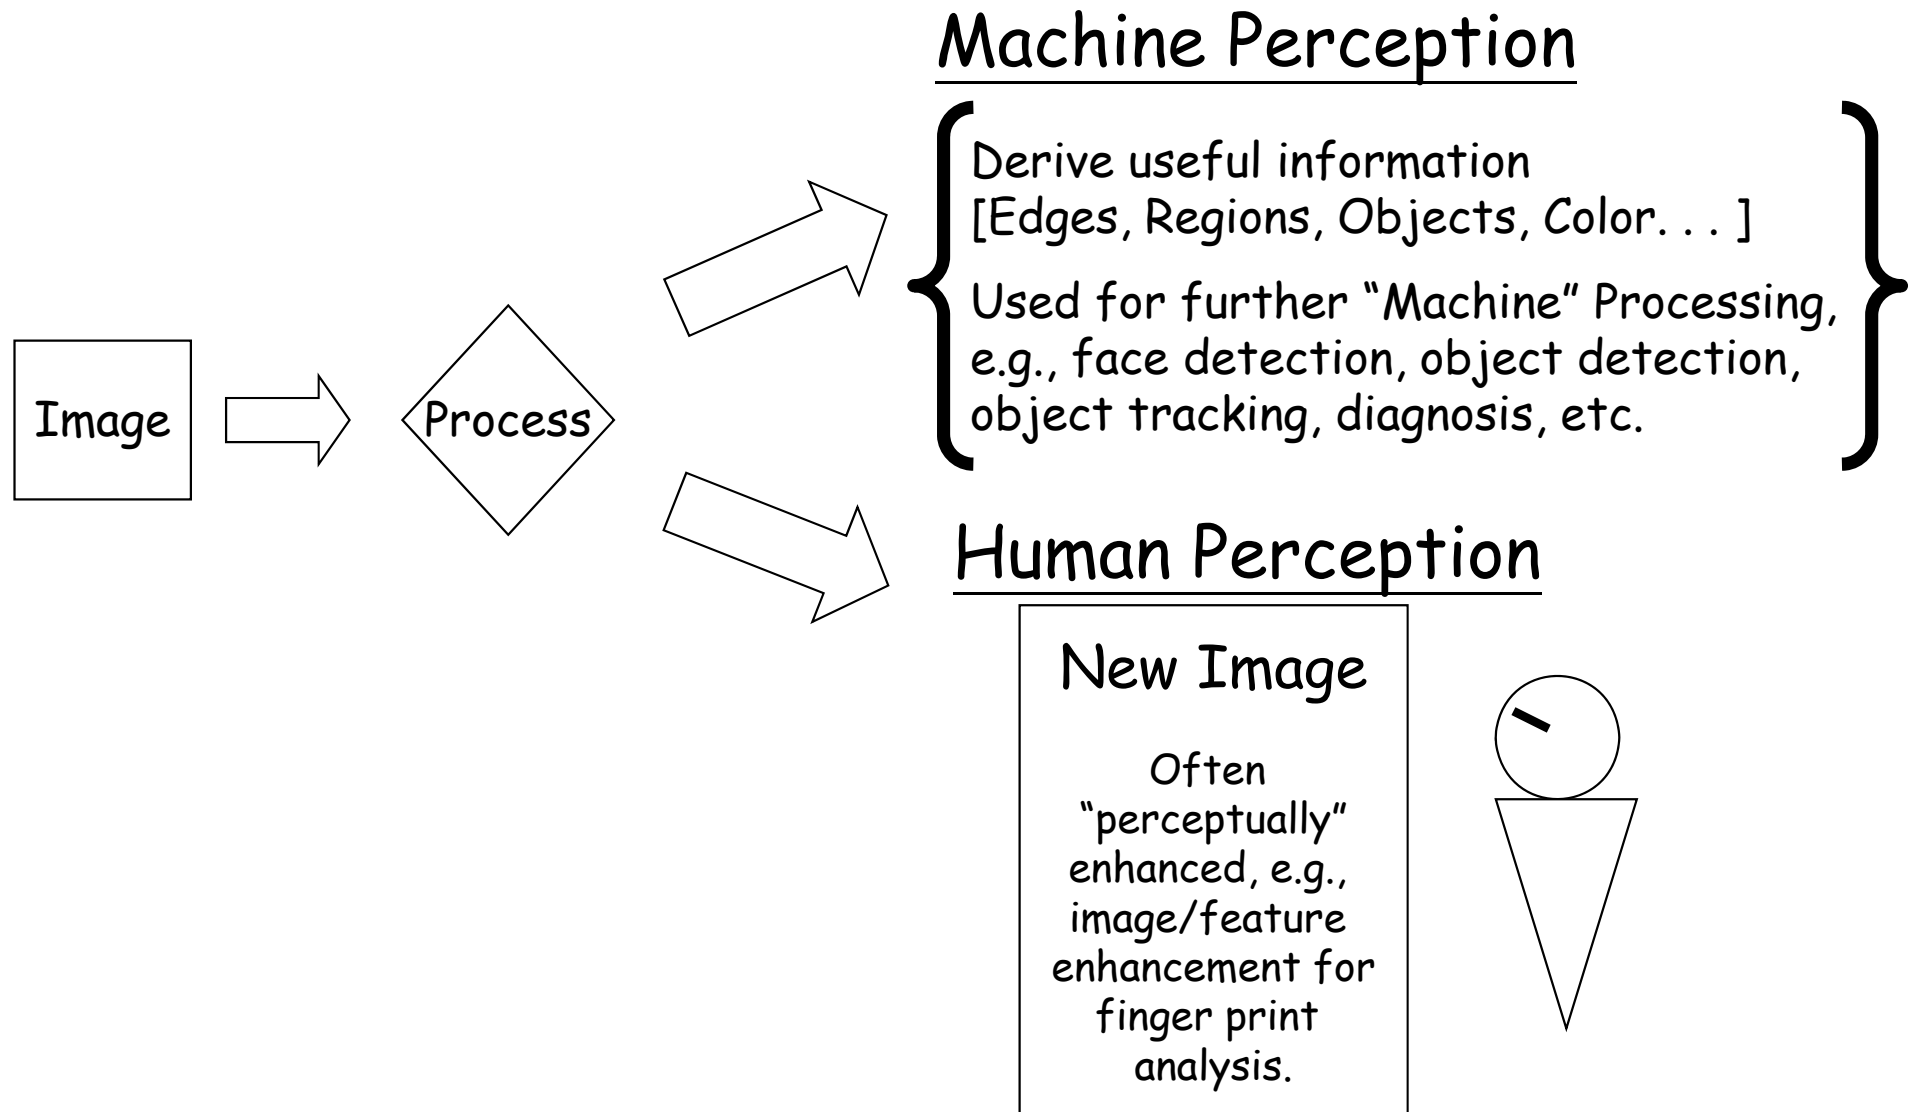 Machine Perception
Derive useful information
[Edges, Regions, Objects, Color. . . ]
Used for further “Machine” Processing,
e.g., face detection, object detection,
object tracking, diagnosis, etc.
Image
Process
Human Perception
New Image
Often
“perceptually”
enhanced, e.g.,
image/feature
enhancement for
finger print
analysis.